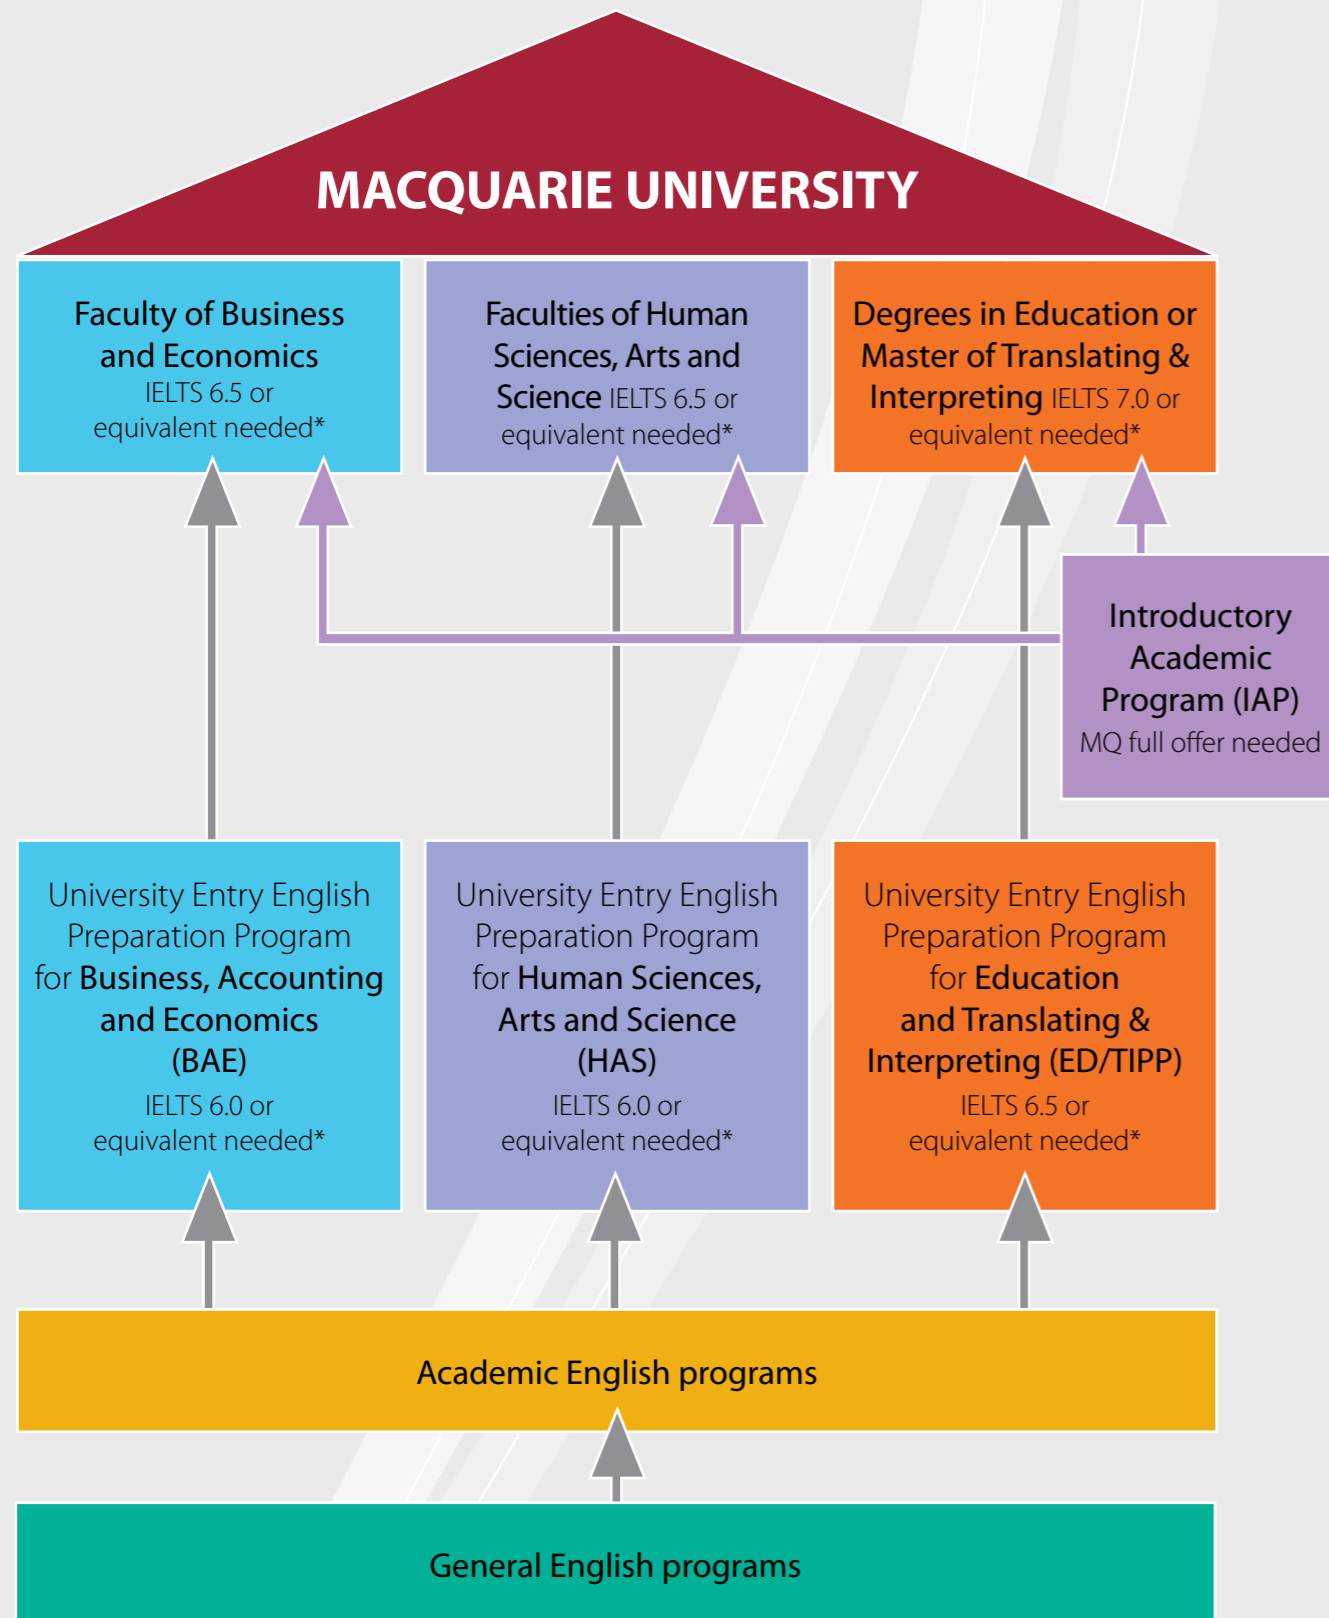 MACQUARIE UNIVERSITY
Faculty of Business
and Economics
IELTS 6.5 or
equivalent needed*
Faculties of Human
Sciences, Arts and
Science IELTS 6.5 or
equivalent needed*
Degrees in Education or
Master of Translating &
Interpreting IELTS 7.0 or
equivalent needed*
Introductory
Academic
Program (IAP)
MQ full offer needed
University Entry English
Preparation Program
for Business, Accounting
and Economics
(BAE)
IELTS 6.0 or
equivalent needed*
University Entry English
Preparation Program
for Human Sciences,
Arts and Science
(HAS)
IELTS 6.0 or
equivalent needed*
University Entry English
Preparation Program
for Education
and Translating &
Interpreting (ED/TIPP)
IELTS 6.5 or
equivalent needed*
Academic English programs
General English programs